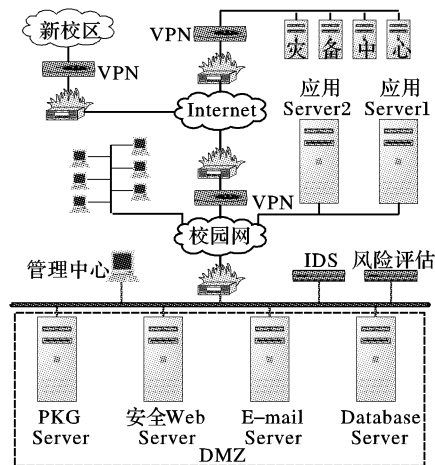 新校区
VPN
VPN
灾备中心
Internet
应用
Server2
应用
Server1
VPN
校园网
管理中心
IDS
风险评估
PKG
Server
安全Web
Server
E-mail
Server
Database
Server
DMZ